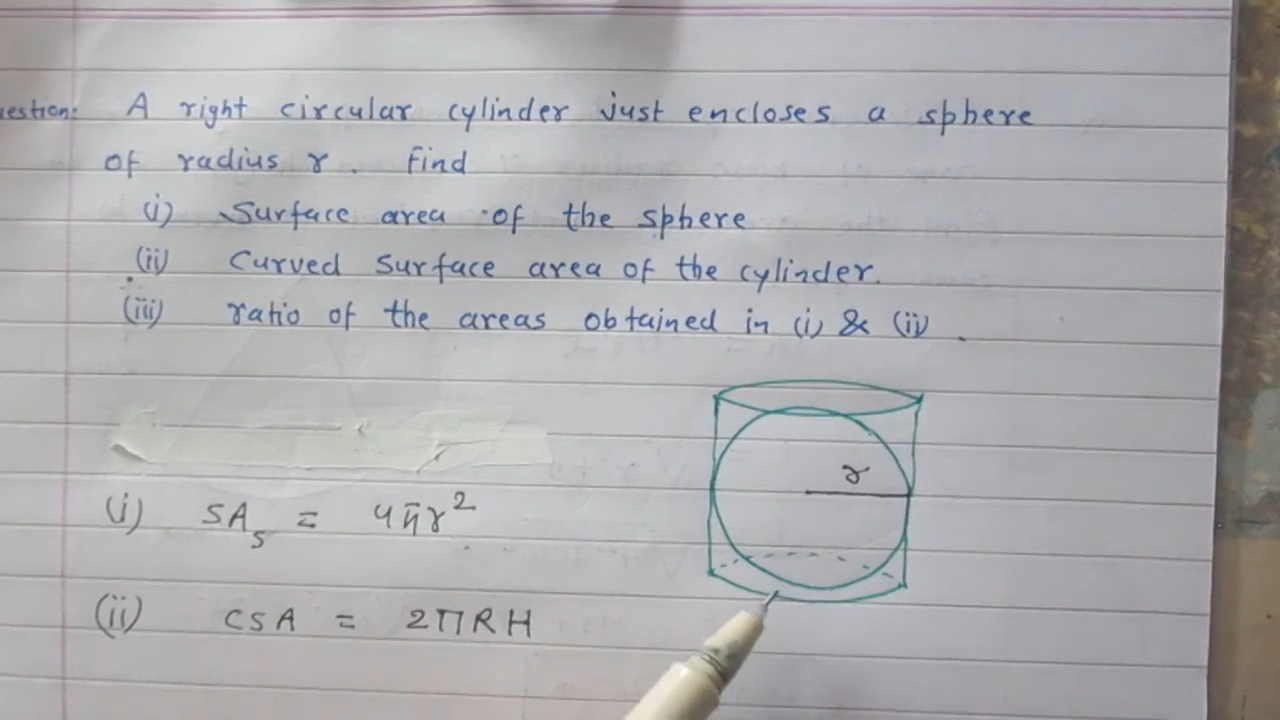 A right circular cylinder just encloses a sphere
of radius r. Find
(i) Surface area of the sphere
(ii) Curved surface area of the cylinder.
(iii) ratio of the areas obtained in (i) & (ii).
r
(i) SAs = 4πr²
(ii) CSA = 2πRH